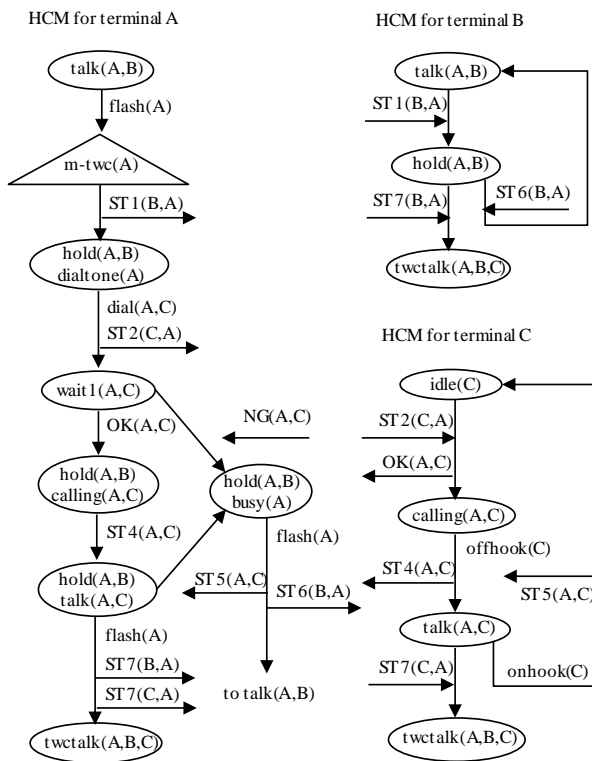 HCM for terminal A
talk(A,B)
flash(A)
m-twc(A)
ST1(B,A)
hold(A,B)
dialtone(A)
dial(A,C)
ST2(C,A)
wait1(A,C)
OK(A,C)
NG(A,C)
hold(A,B)
calling(A,C)
hold(A,B)
busy(A)
ST4(A,C)
flash(A)
hold(A,B)
talk(A,C)
ST5(A,C)
ST6(B,A)
flash(A)
ST7(B,A)
ST7(C,A)
to talk(A,B)
twctalk(A,B,C)
HCM for terminal B
talk(A,B)
ST1(B,A)
hold(A,B)
ST7(B,A)
ST6(B,A)
twctalk(A,B,C)
HCM for terminal C
idle(C)
ST2(C,A)
OK(A,C)
calling(A,C)
offhook(C)
ST4(A,C)
ST5(A,C)
talk(A,C)
ST7(C,A)
onhook(C)
twctalk(A,B,C)